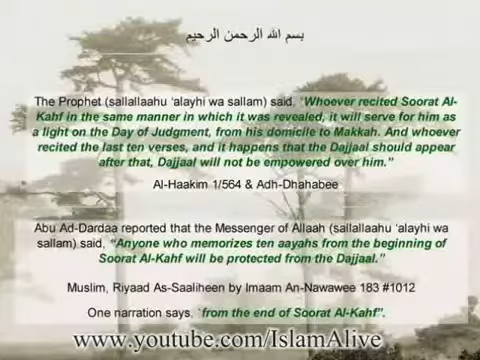 بسم الله الرحمن الرحيم
The Prophet (sallallaahu ‘alayhi wa sallam) said. ‘Whoever recited Soorat Al-
Kahf in the same manner in which it was revealed, it will serve for him as
a light on the Day of Judgment, from his domicile to Makkah. And whoever
recited the last ten verses, and it happens that the Dajjaal should appear
after that, Dajjaal will not be empowered over him.”
Al-Haakim 1/564 & Adh-Dhahabee
Abu Ad-Dardaa reported that the Messenger of Allaah (sallallaahu ‘alayhi wa
sallam) said, “Anyone who memorizes ten aayahs from the beginning of
Soorat Al-Kahf will be protected from the Dajjaal.”
Muslim, Riyaad As-Saaliheen by Imaam An-Nawawee 183 #1012
One narration says, ‘from the end of Soorat Al-Kahf”.
www.youtube.com/IslamAlive